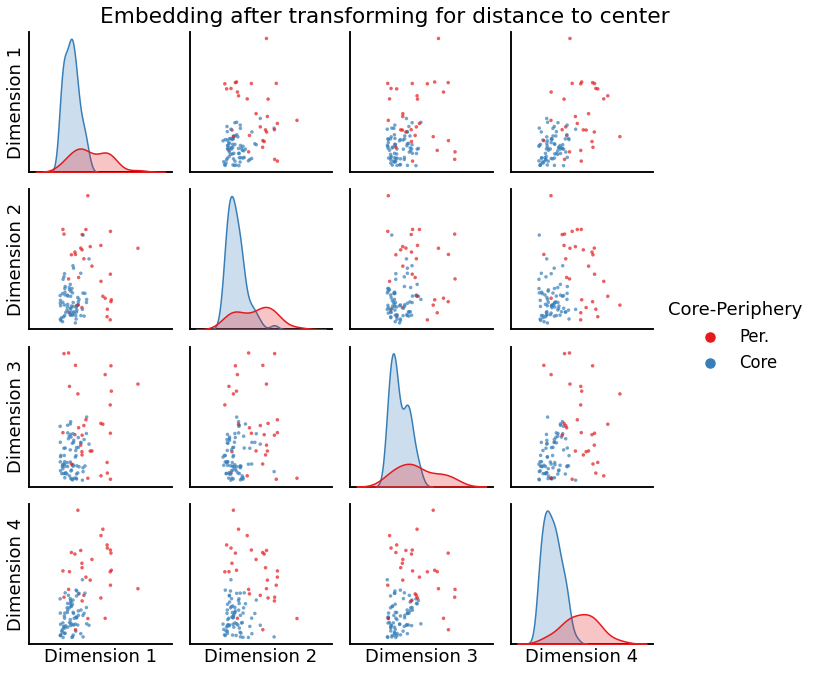 Embedding after transforming for distance to center
Dimension 1
Dimension 2
Dimension 3
Dimension 4
Core-Periphery
Per.
Core
Dimension 1
Dimension 2
Dimension 3
Dimension 4